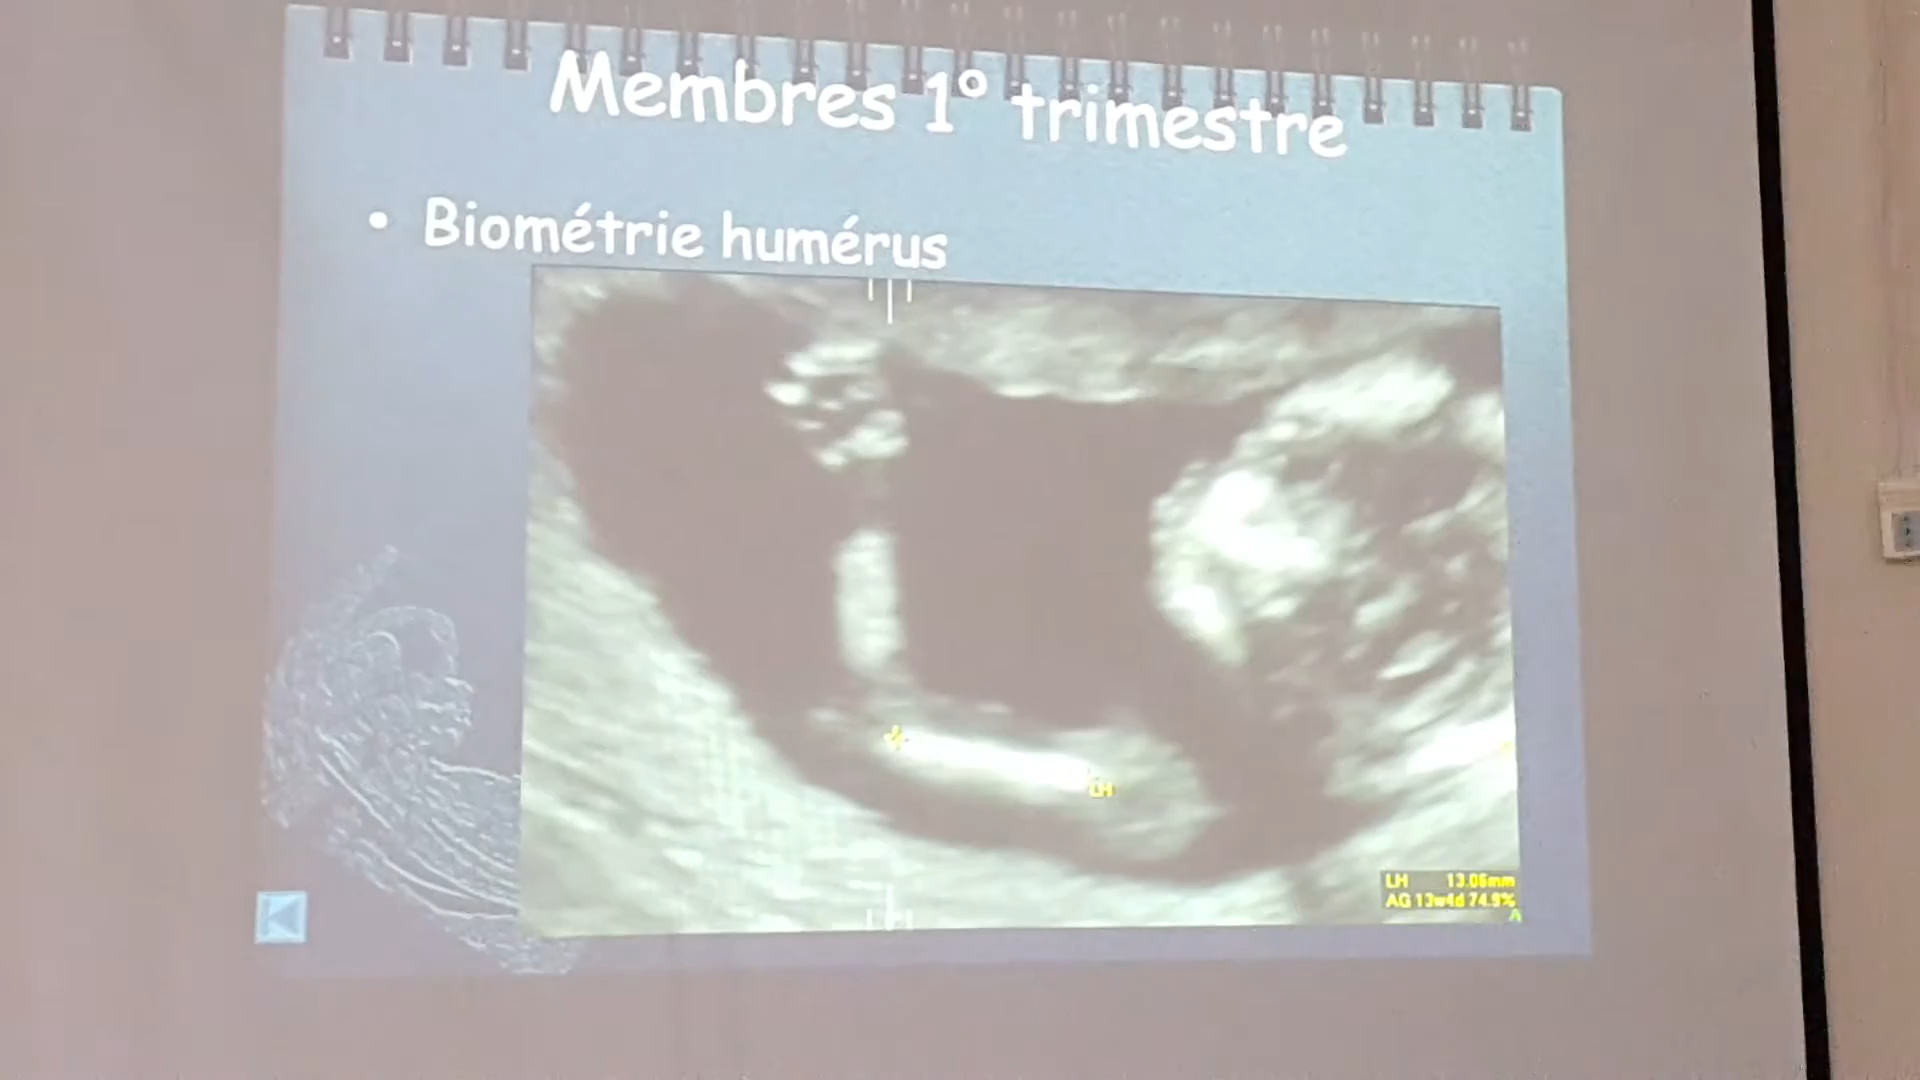 Membres 1° trimestre
• Biométrie humérus
LH
LH 13.06mm
AG 13w4d 74.9%